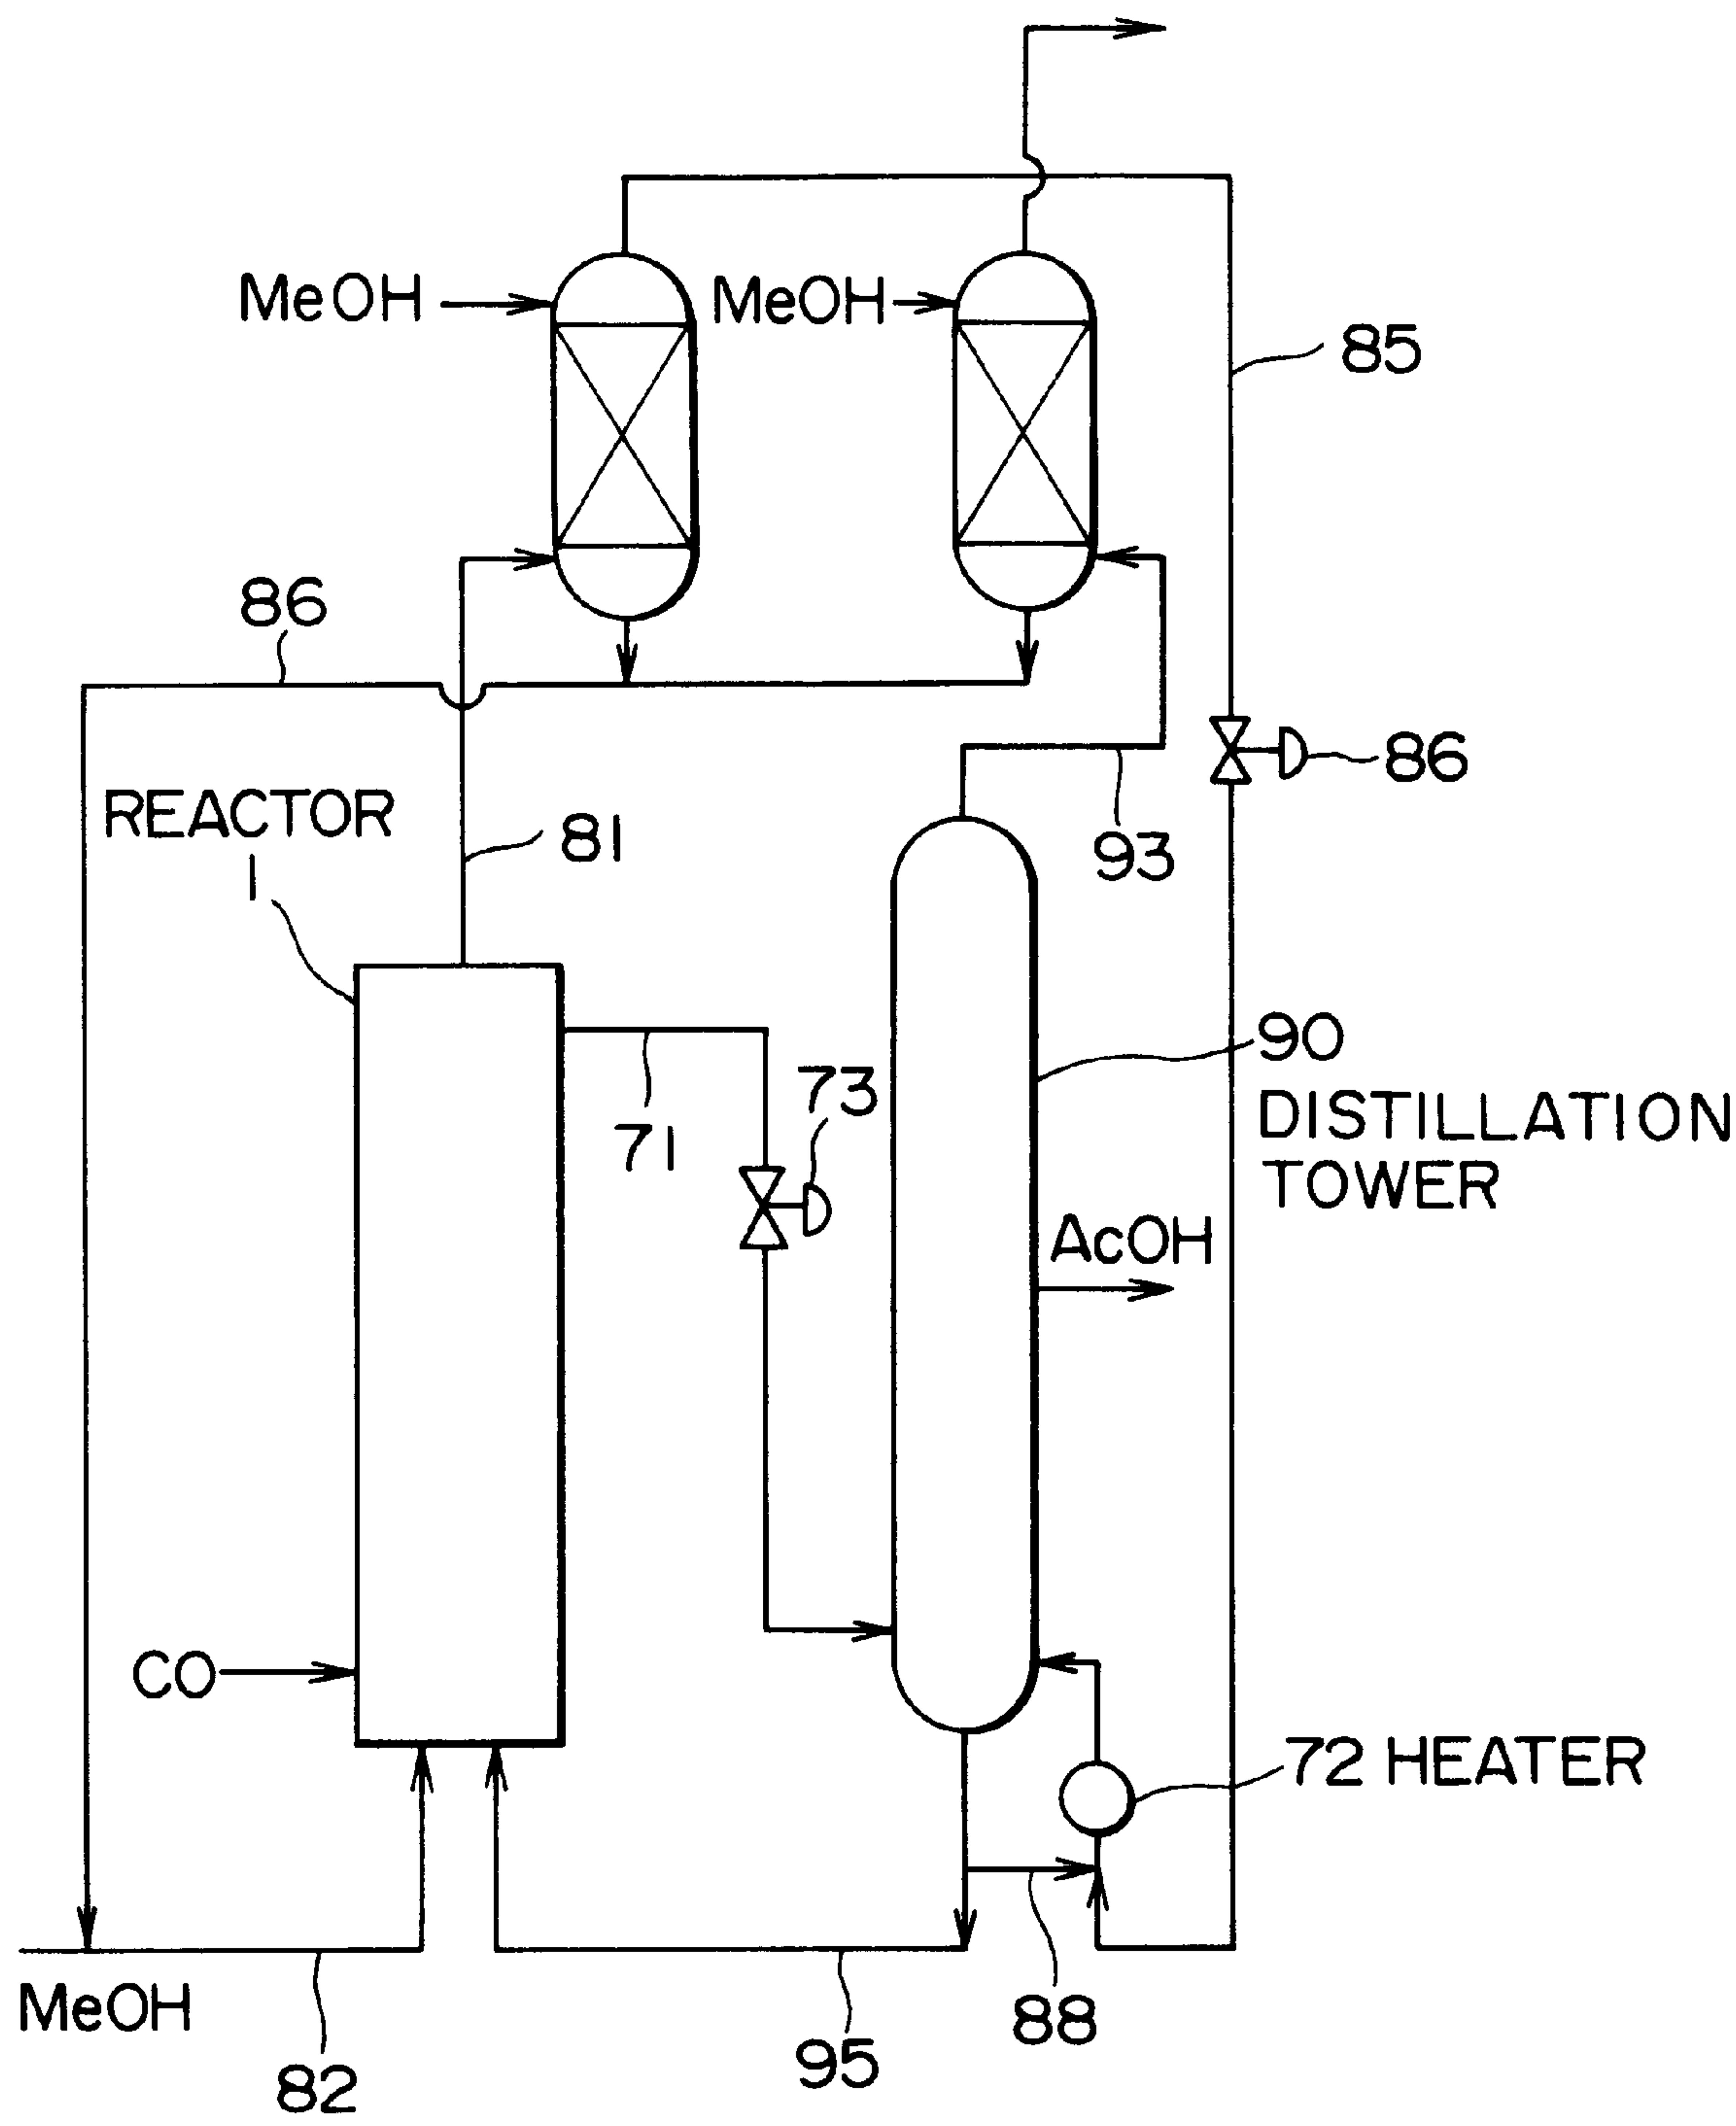 MeOH
MeOH
85
86
86
REACTOR
1
81
93
90
DISTILLATION
TOWER
73
71
AcOH
CO
72 HEATER
MeOH
88
95
82